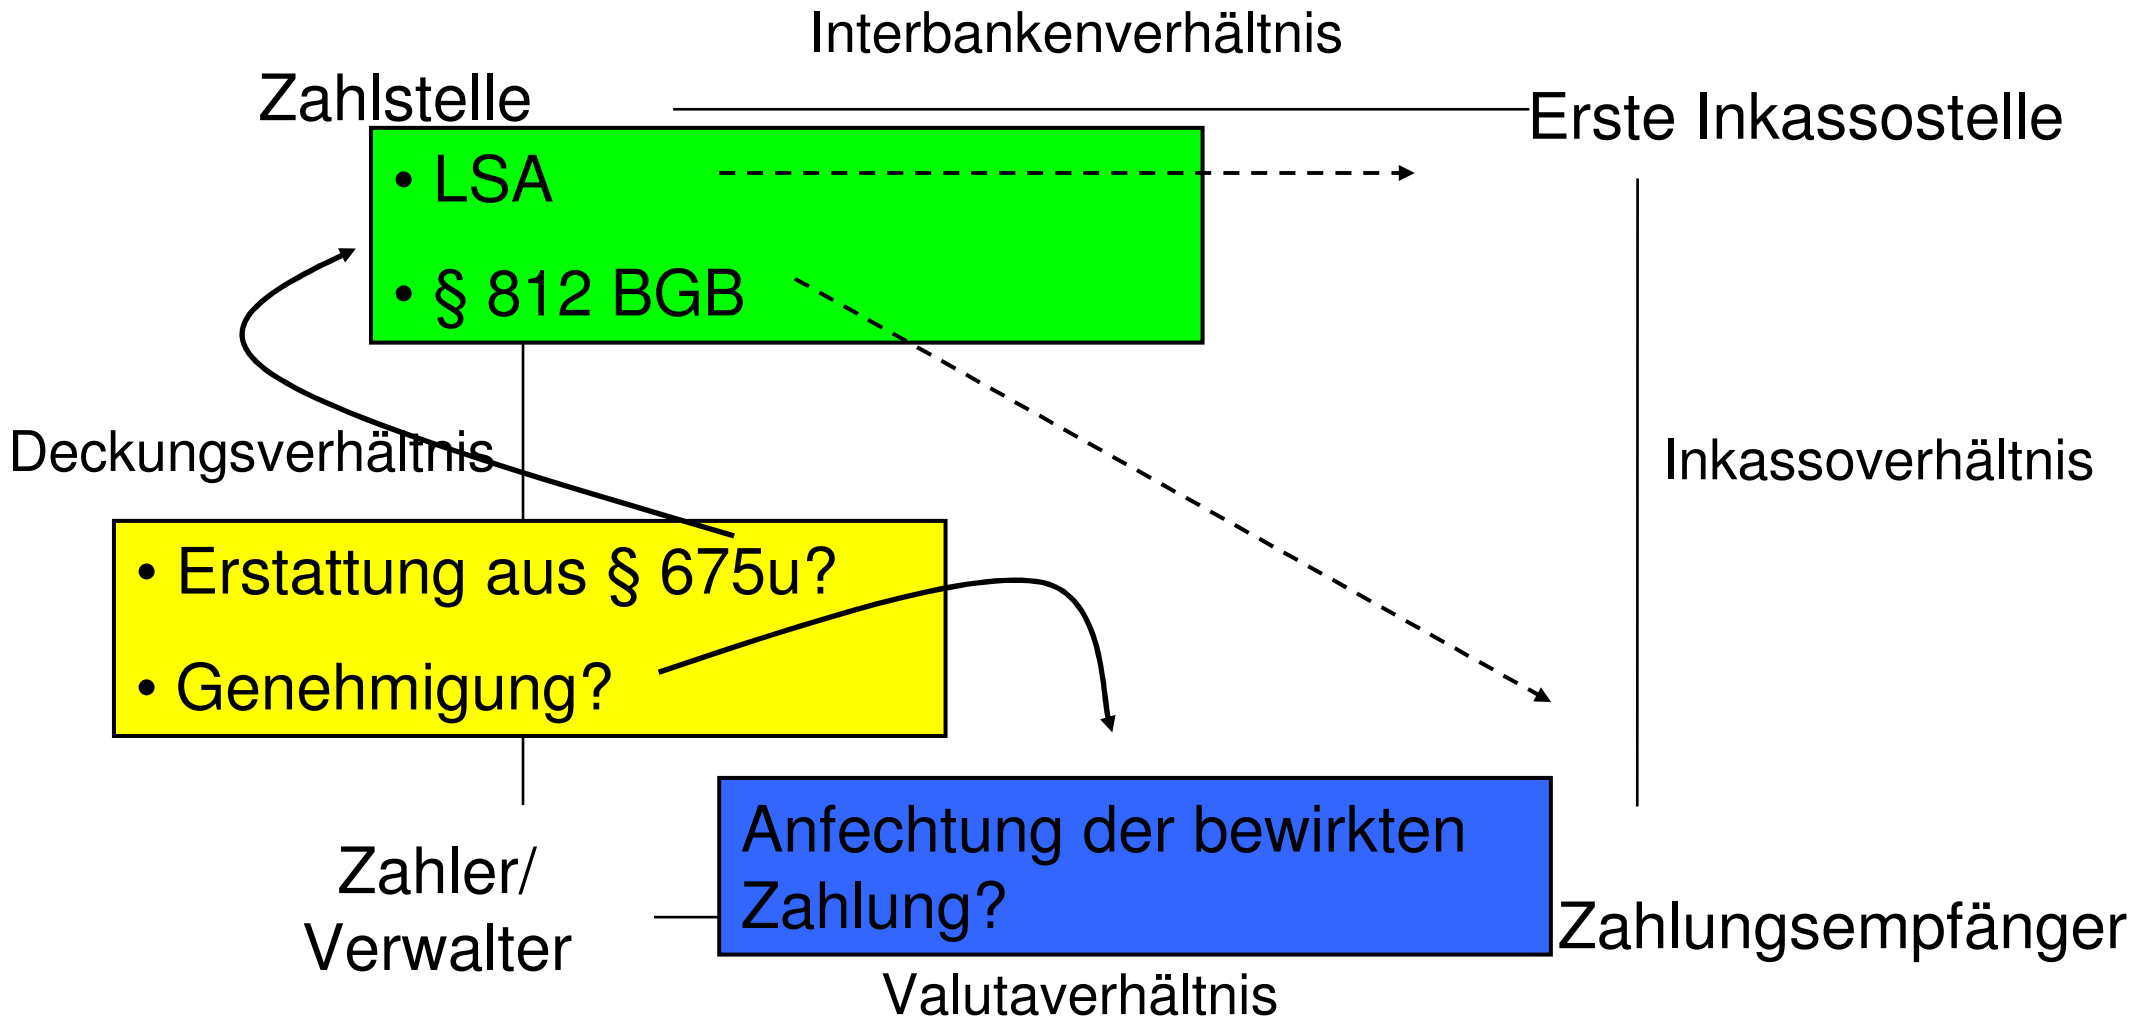 Interbankenverhältnis
Zahlstelle
Erste Inkassostelle
• LSA
• § 812 BGB
Deckungsverhältnis
Inkassoverhältnis
• Erstattung aus § 675u?
• Genehmigung?
Anfechtung der bewirkten
Zahlung?
Zahler/
Verwalter
Zahlungsempfänger
Valutaverhältnis